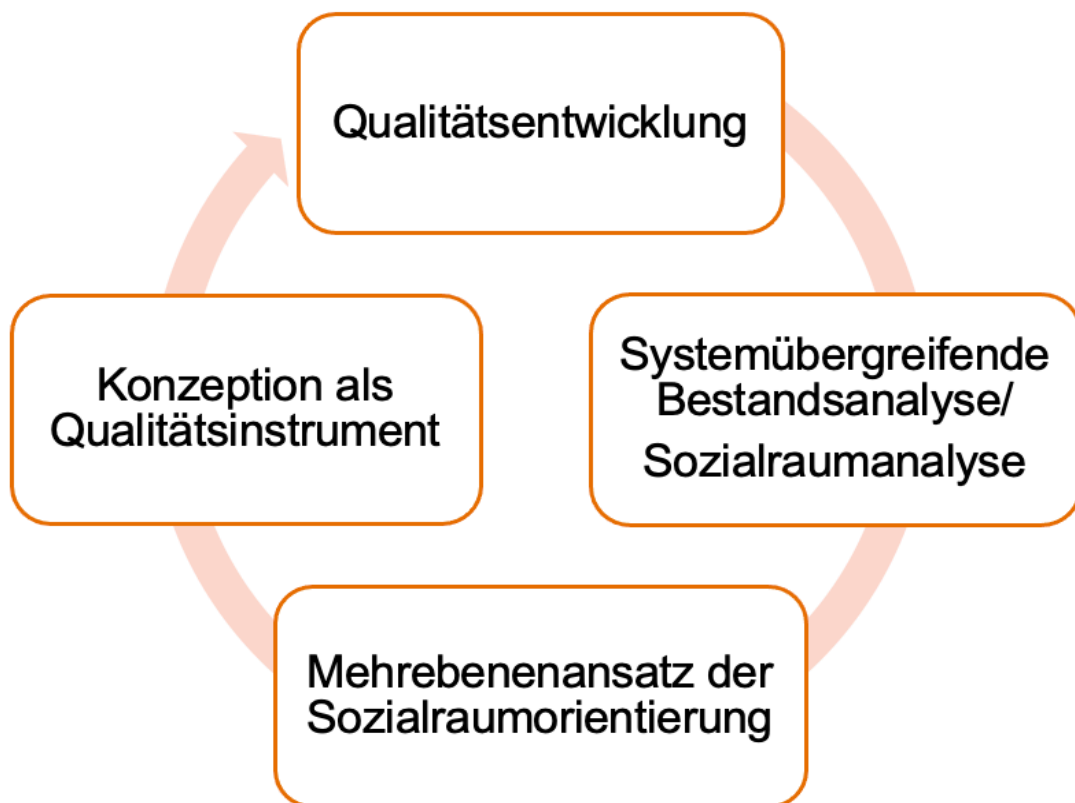 Qualitätsentwicklung
Systemübergreifende
Bestandsanalyse/
Sozialraumanalyse
Mehrebenenansatz der
Sozialraumorientierung
Konzeption als
Qualitätsinstrument